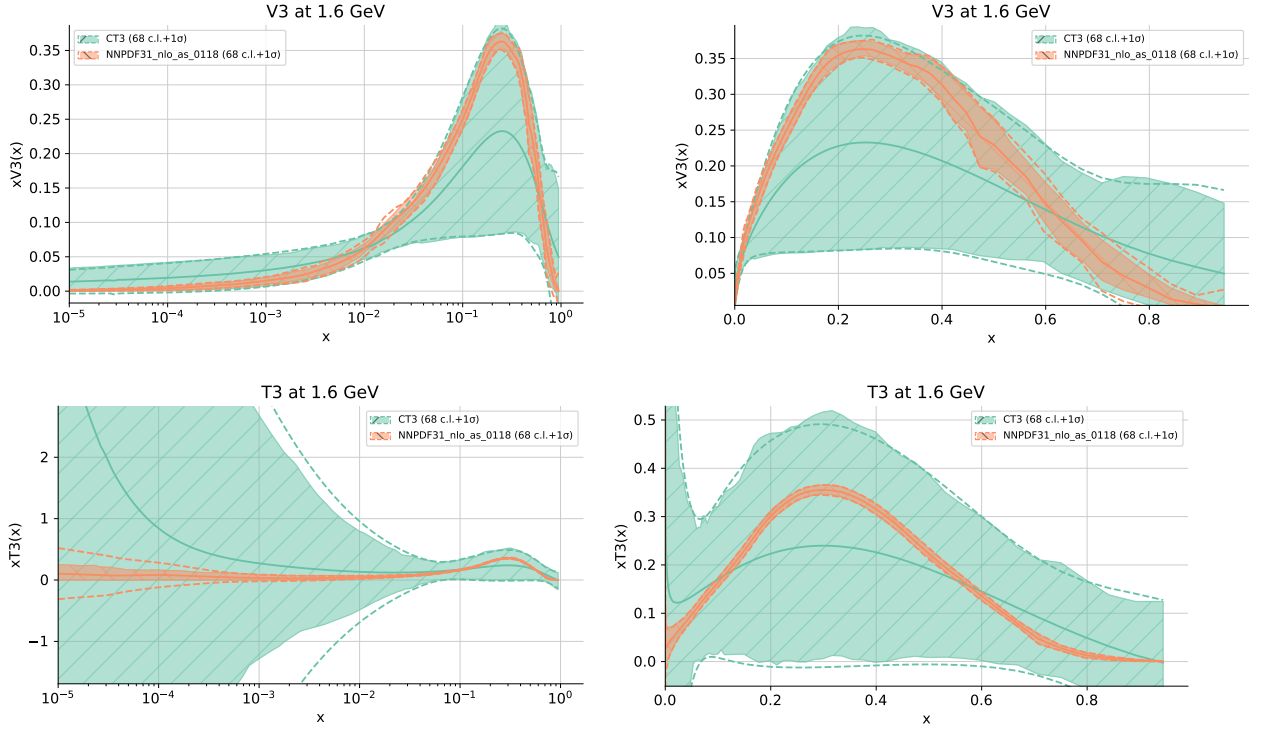 V3 at 1.6 GeV
CT3 (68 c.l.+1σ)
NNPDF31_nlo_as_0118 (68 c.l.+1σ)
xV3(x)
0.35
0.30
0.25
0.20
0.15
0.10
0.05
0.00
10⁻⁵
10⁻⁴
10⁻³
10⁻²
10⁻¹
10⁰
x
V3 at 1.6 GeV
CT3 (68 c.l.+1σ)
NNPDF31_nlo_as_0118 (68 c.l.+1σ)
xV3(x)
0.35
0.30
0.25
0.20
0.15
0.10
0.05
0.0
0.2
0.4
0.6
0.8
x
T3 at 1.6 GeV
CT3 (68 c.l.+1σ)
NNPDF31_nlo_as_0118 (68 c.l.+1σ)
xT3(x)
2
1
0
−1
10⁻⁵
10⁻⁴
10⁻³
10⁻²
10⁻¹
10⁰
x
T3 at 1.6 GeV
CT3 (68 c.l.+1σ)
NNPDF31_nlo_as_0118 (68 c.l.+1σ)
xT3(x)
0.5
0.4
0.3
0.2
0.1
0.0
0.0
0.2
0.4
0.6
0.8
x